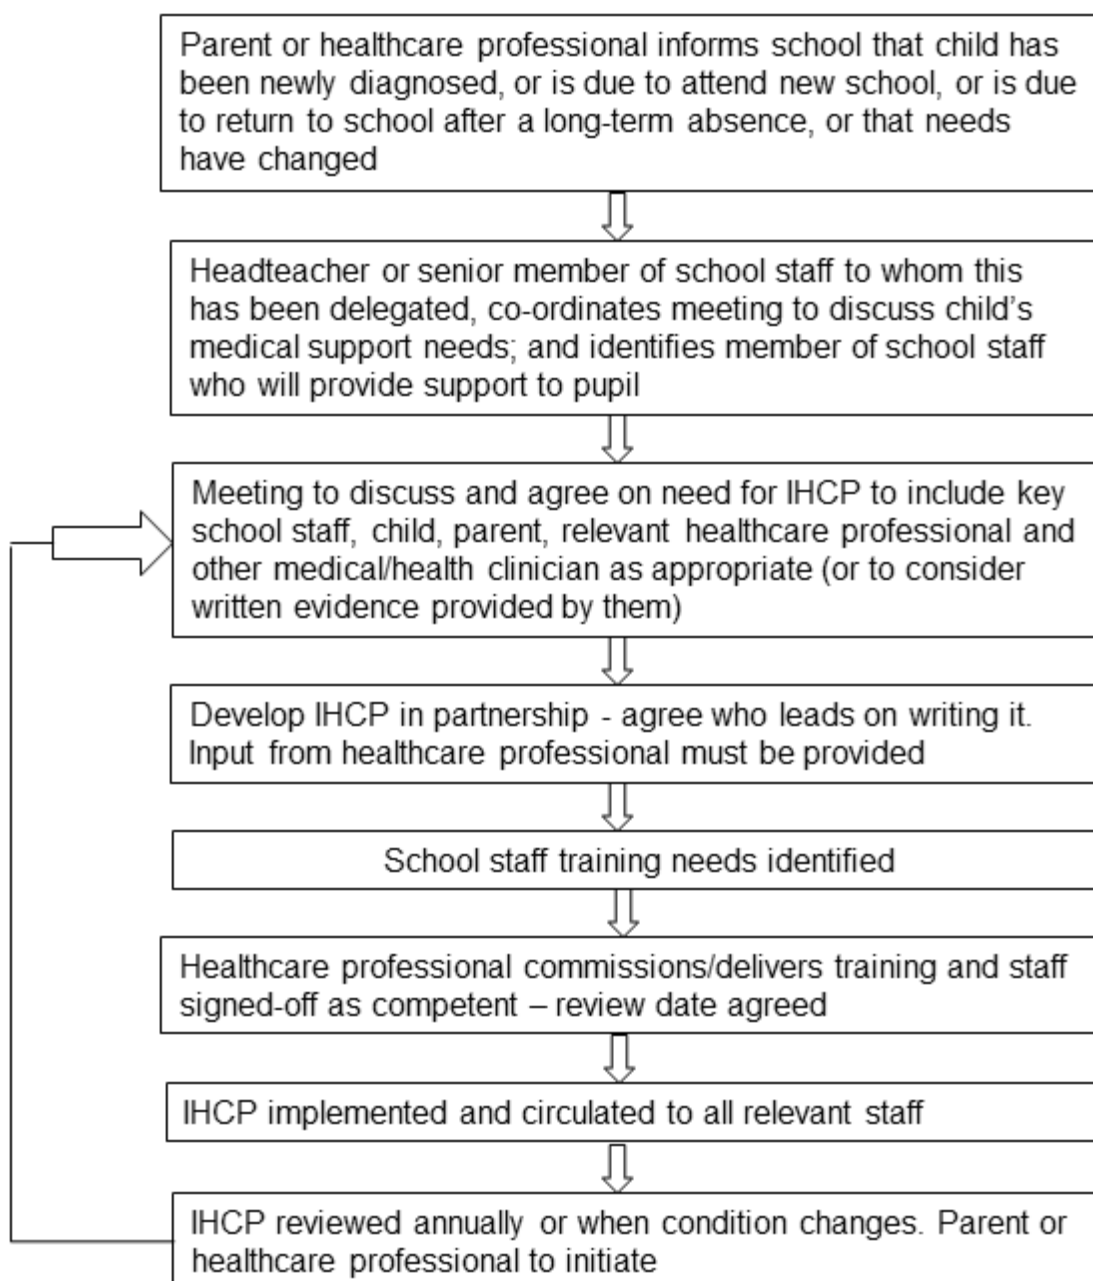 Parent or healthcare professional informs school that child has
been newly diagnosed, or is due to attend new school, or is due
to return to school after a long-term absence, or that needs
have changed
Headteacher or senior member of school staff to whom this
has been delegated, co-ordinates meeting to discuss child’s
medical support needs; and identifies member of school staff
who will provide support to pupil
Meeting to discuss and agree on need for IHCP to include key
school staff, child, parent, relevant healthcare professional and
other medical/health clinician as appropriate (or to consider
written evidence provided by them)
Develop IHCP in partnership - agree who leads on writing it.
Input from healthcare professional must be provided
School staff training needs identified
Healthcare professional commissions/delivers training and staff
signed-off as competent – review date agreed
IHCP implemented and circulated to all relevant staff
IHCP reviewed annually or when condition changes. Parent or
healthcare professional to initiate